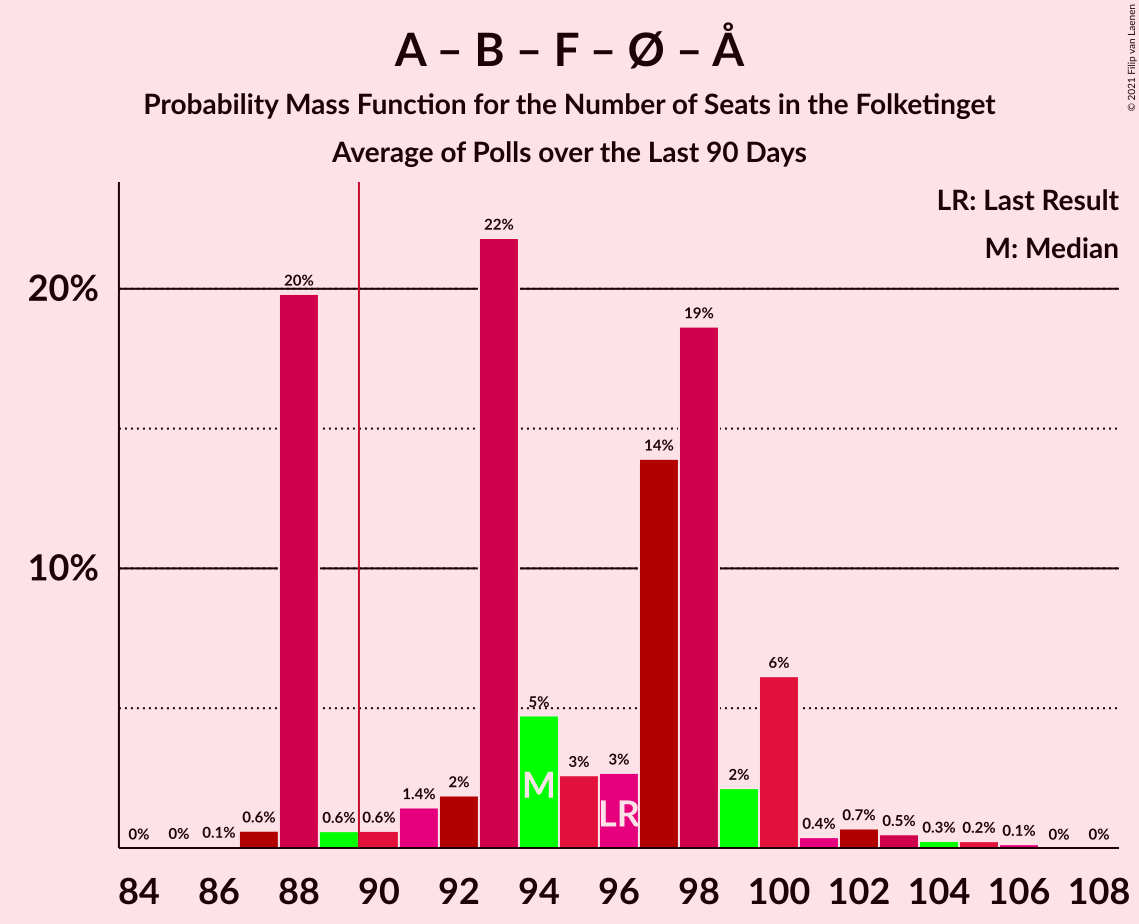 A – B – F – Ø – Å
Probability Mass Function for the Number of Seats in the Folketinget
Average of Polls over the Last 90 Days
© 2021 Filip van Laenen
LR: Last Result
M: Median
20%
10%
0% 0% 0.1% 0.6% 20% 0.6% 0.6% 1.4% 2% 22% 5% 3% 3% 14% 19% 2% 6% 0.4% 0.7% 0.5% 0.3% 0.2% 0.1% 0% 0%
M
LR
84 86 88 90 92 94 96 98 100 102 104 106 108